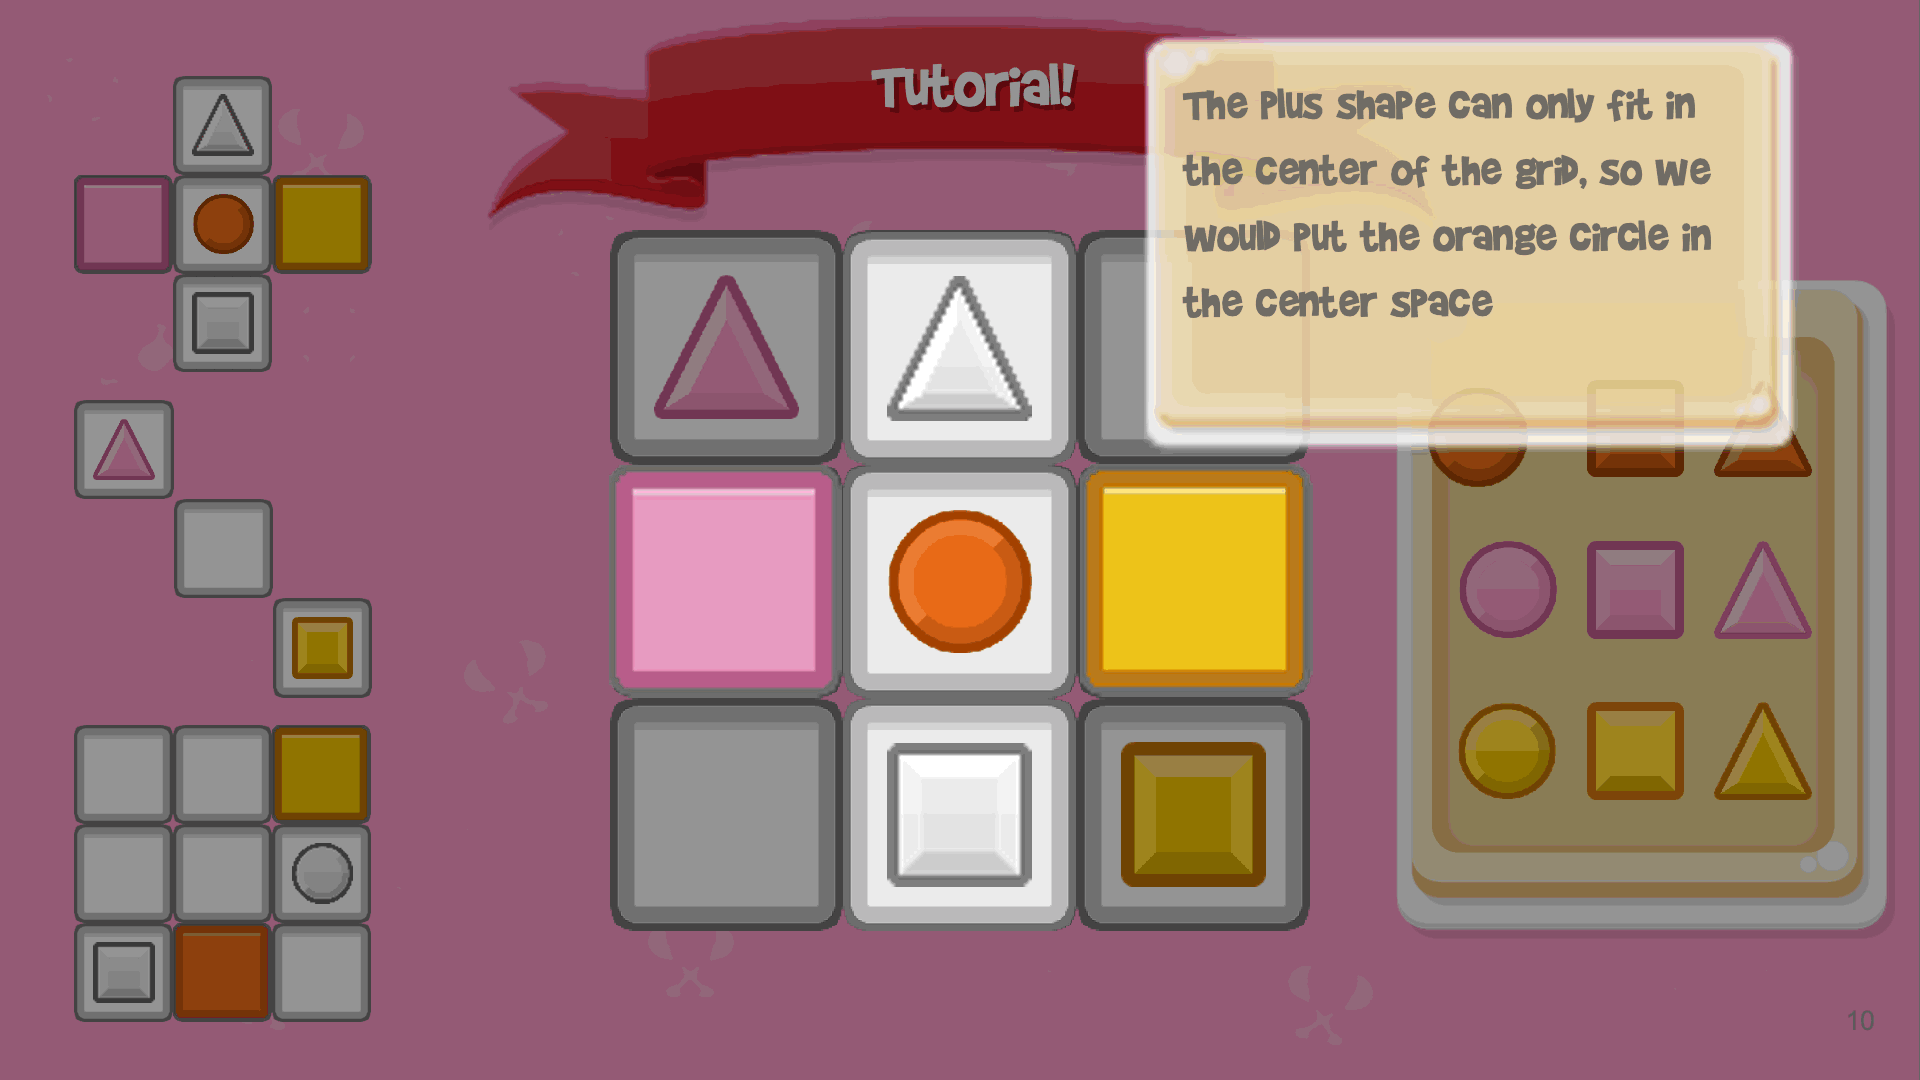 Tutorial!
The plus shape can only fit in
the center of the grid, so we
would put the orange circle in
the center space
10